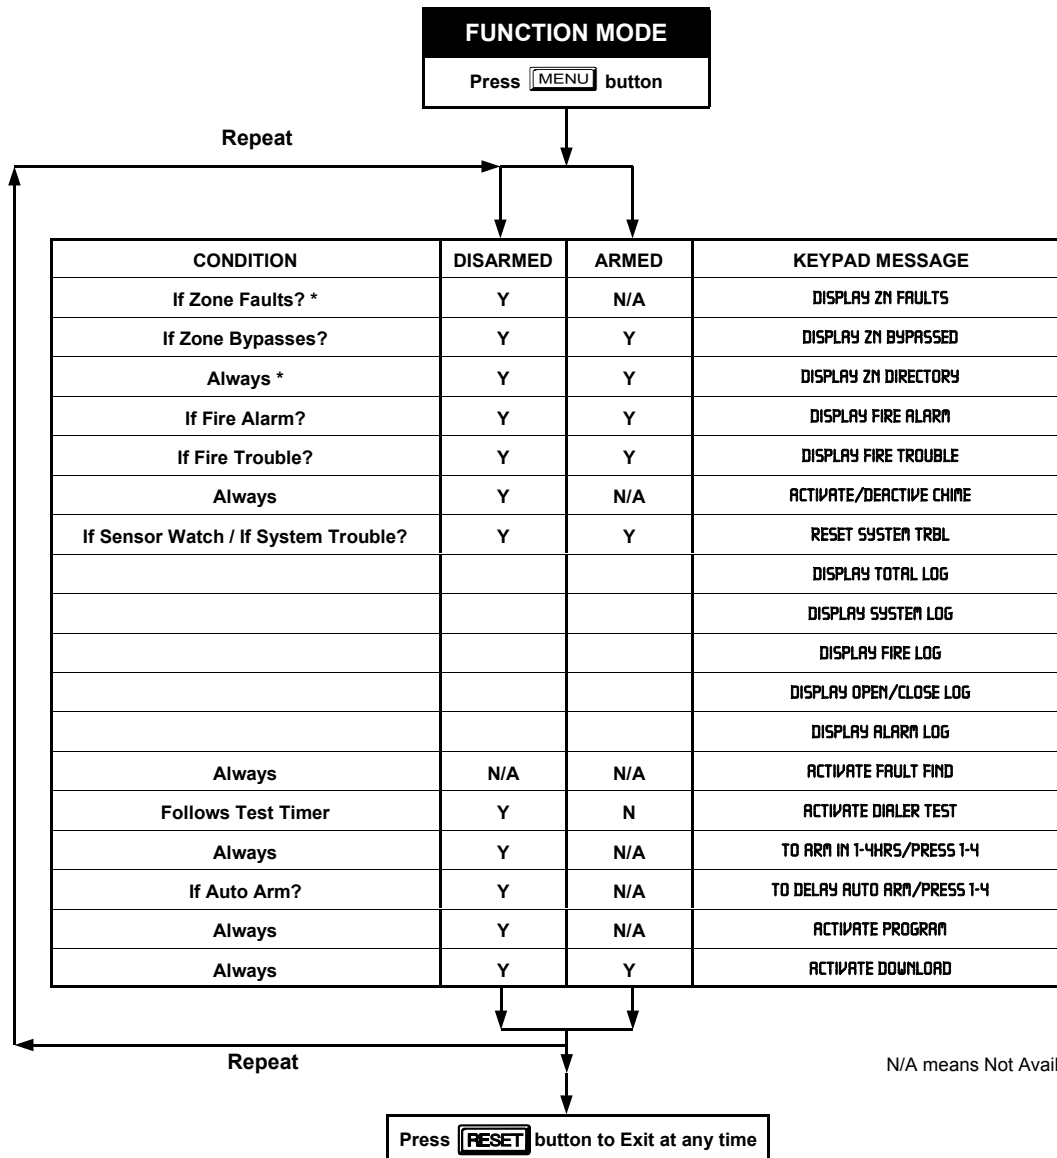 FUNCTION MODE
Press MENU button
Repeat
CONDITION DISARMED ARMED KEYPAD MESSAGE
If Zone Faults? * Y N/A DISPLAY ZN FAULTS
If Zone Bypasses? Y Y DISPLAY ZN BYPASSED
Always * Y Y DISPLAY ZN DIRECTORY
If Fire Alarm? Y Y DISPLAY FIRE ALARM
If Fire Trouble? Y Y DISPLAY FIRE TROUBLE
Always Y N/A ACTIVATE/DEACTIVE CHIME
If Sensor Watch / If System Trouble? Y Y RESET SYSTEM TRBL
DISPLAY TOTAL LOG
DISPLAY SYSTEM LOG
DISPLAY FIRE LOG
DISPLAY OPEN/CLOSE LOG
DISPLAY ALARM LOG
Always N/A N/A ACTIVATE FAULT FIND
Follows Test Timer Y N ACTIVATE DIALER TEST
Always Y N/A TO ARM IN 1-4HRS/PRESS 1-4
If Auto Arm? Y N/A TO DELAY AUTO ARM/PRESS 1-4
Always Y N/A ACTIVATE PROGRAM
Always Y Y ACTIVATE DOWNLOAD
Repeat
N/A means Not Avail
Press RESET button to Exit at any time